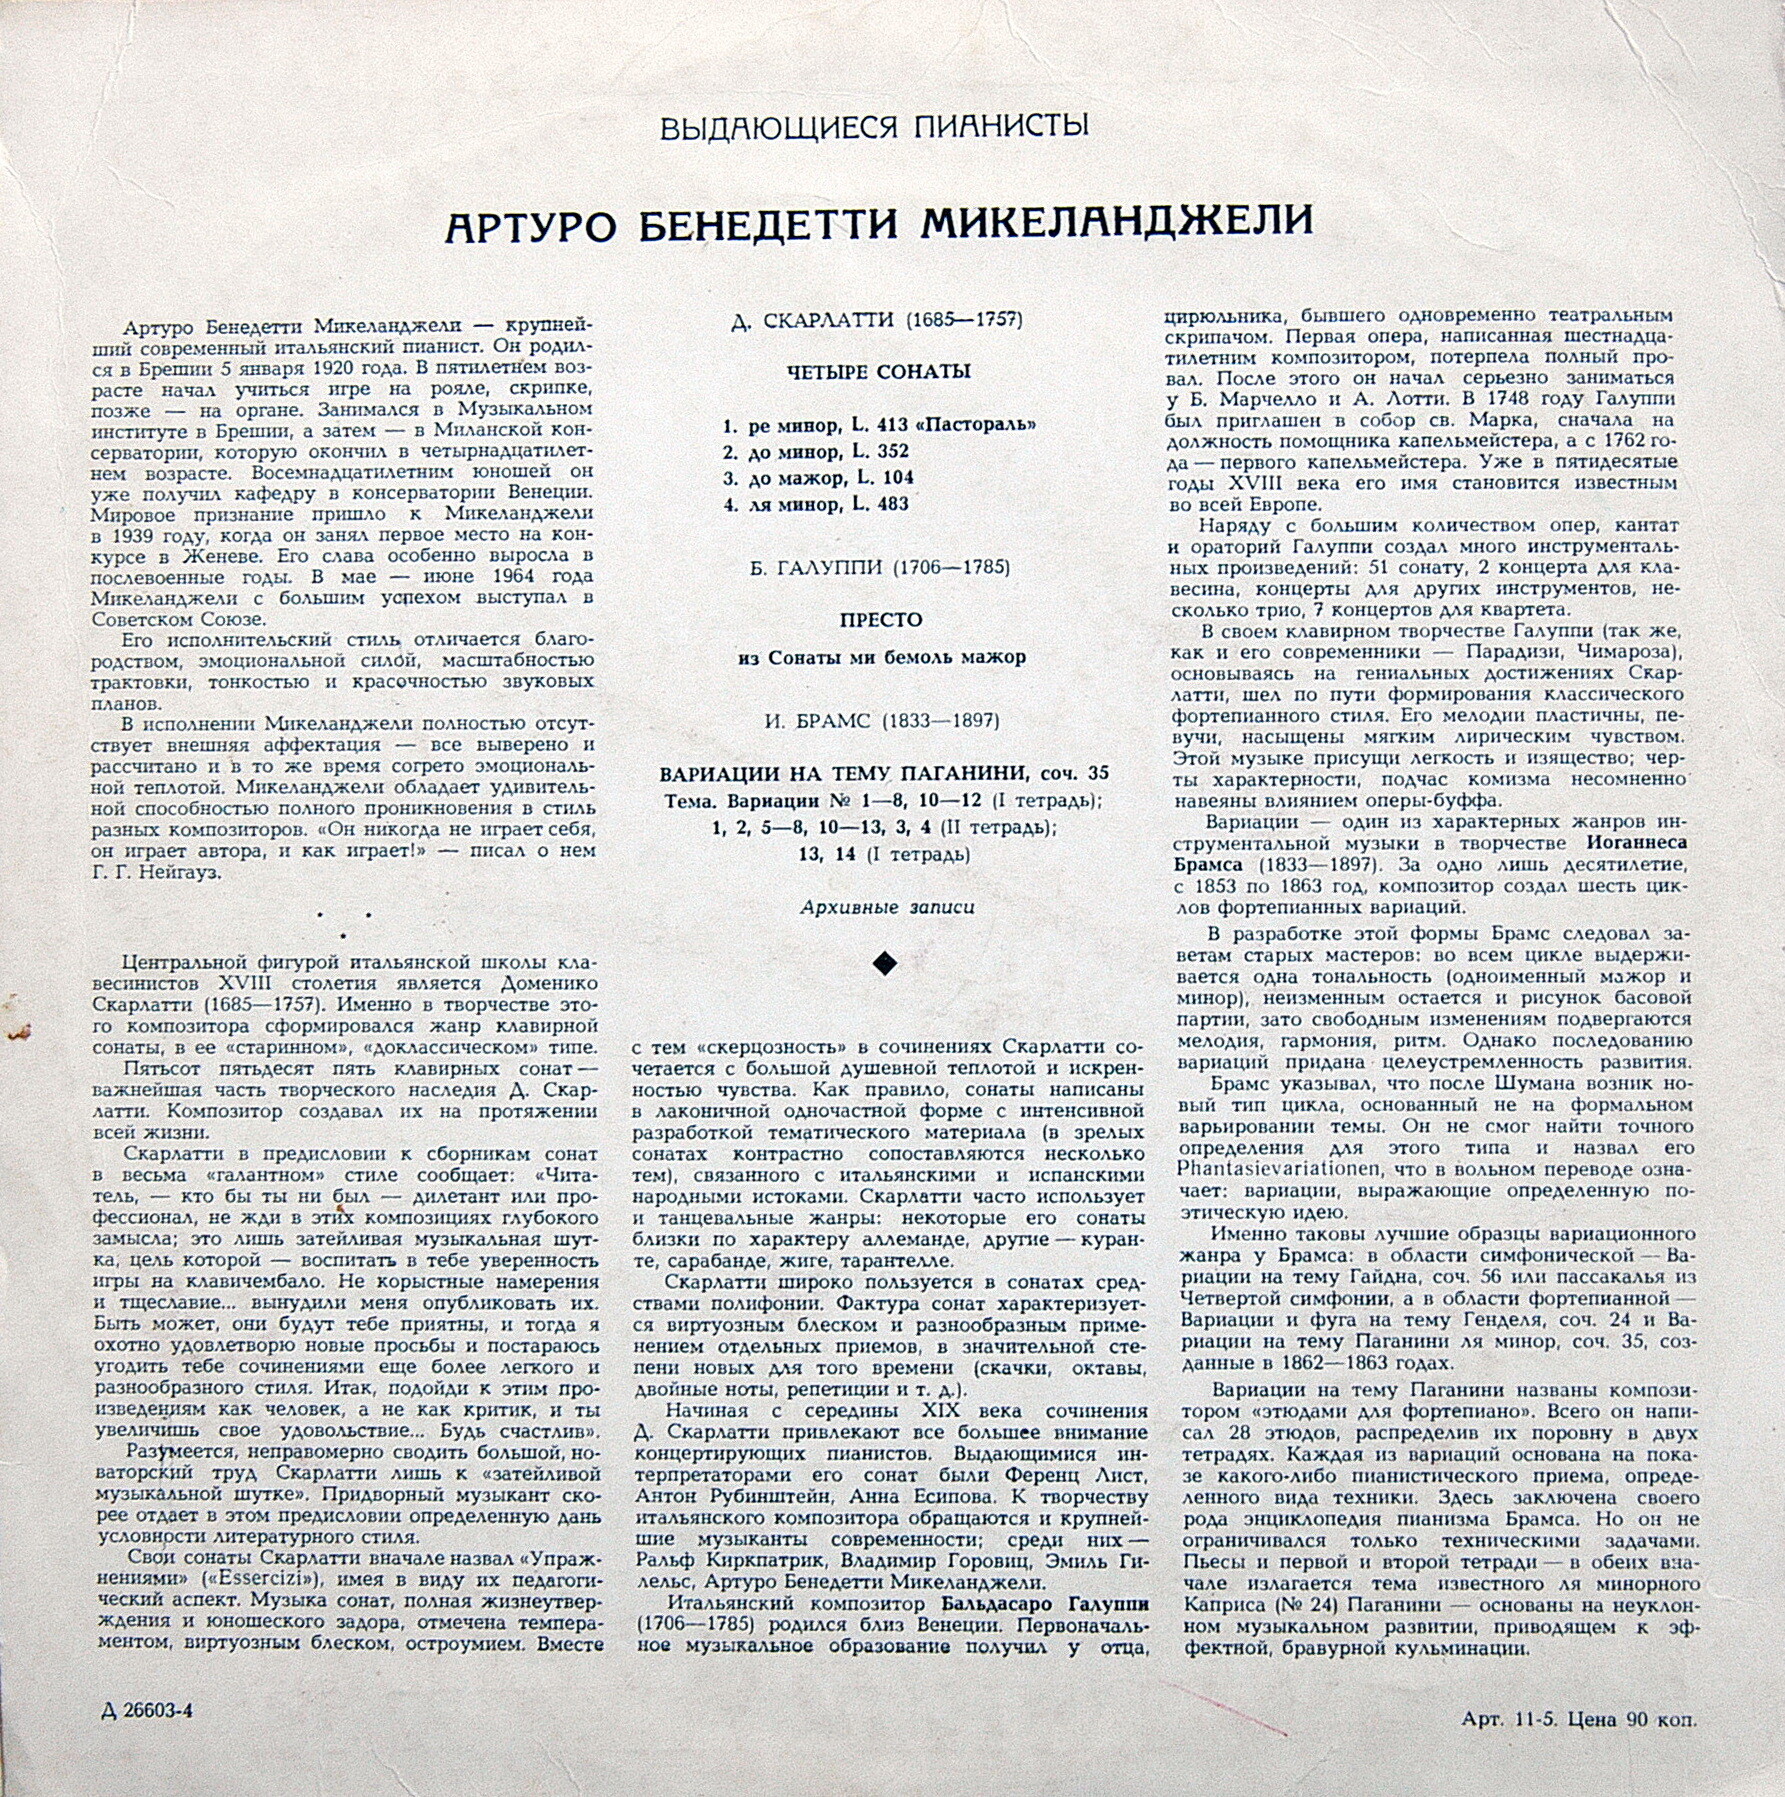 ВЫДАЮЩИЕСЯ ПИАНИСТЫ
АРТУРО БЕНЕДЕТТИ МИКЕЛАНДЖЕЛИ
Артуро Бенедетти Микеланджели — крупней-
ший современный итальянский пианист. Он родил-
ся в Брешии 5 января 1920 года. В пятилетнем воз-
расте начал учиться игре на рояле, скрипке,
позже — на органе. Занимался в Музыкальном
институте в Брешии, а затем — в Миланской кон-
серватории, которую окончил в четырнадцатилет-
нем возрасте. Восемнадцатилетним юношей он
уже получил кафедру в консерватории Венеции.
Мировое признание пришло к Микеланджели
в 1939 году, когда он занял первое место на кон-
курсе в Женеве. Его слава особенно выросла в
послевоенные годы. В мае — июне 1964 года
Микеланджели с большим успехом выступал в
Советском Союзе.
Его исполнительский стиль отличается благо-
родством, эмоциональной силой, масштабностью
трактовки, тонкостью и красочностью звуковых
планов.
В исполнении Микеланджели полностью отсут-
ствует внешняя аффектация — все выверено и
рассчитано и в то же время согрето эмоциональ-
ной теплотой. Микеланджели обладает удивитель-
ной способностью полного проникновения в стиль
разных композиторов. «Он никогда не играет себя,
он играет автора, и как играет!» — писал о нем
Г. Г. Нейгауз.
Центральной фигурой итальянской школы кла-
весинистов XVIII столетия является Доменико
Скарлатти (1685—1757). Именно в творчестве это-
го композитора сформировался жанр клавирной
сонаты, в ее «старинном», «доклассическом» типе.
Пятьсот пятьдесят пять клавирных сонат —
важнейшая часть творческого наследия Д. Скар-
латти. Композитор создавал их на протяжении
всей жизни.
Скарлатти в предисловии к сборникам сонат
в весьма «галантном» стиле сообщает: «Чита-
тель, — кто бы ты ни был — дилетант или про-
фессионал, не жди в этих композициях глубокого
замысла; это лишь затейливая музыкальная шут-
ка, цель которой — воспитать в тебе уверенность
игры на клавичембало. Не корыстные намерения
и тщеславие... вынудили меня опубликовать их.
Быть может, они будут тебе приятны, и тогда я
охотно удовлетворю новые просьбы и постараюсь
угодить тебе сочинениями еще более легкого и
разнообразного стиля. Итак, подойди к этим про-
изведениям как человек, а не как критик, и ты
увеличишь свое удовольствие... Будь счастлив».
Разумеется, неправомерно сводить большой, но-
ваторский труд Скарлатти лишь к «затейливой
музыкальной шутке». Придворный музыкант ско-
рее отдает в этом предисловии определенную дань
условности литературного стиля.
Свои сонаты Скарлатти вначале назвал «Упраж-
нениями» («Essercizi»), имея в виду их педагоги-
ческий аспект. Музыка сонат, полная жизнеутвер-
ждения и юношеского задора, отмечена темпера-
ментом, виртуозным блеском, остроумием. Вместе
Д. СКАРЛАТТИ (1685—1757)
ЧЕТЫРЕ СОНАТЫ
1. ре минор, L. 413 «Пастораль»
2. до минор, L. 352
3. до мажор, L. 104
4. ля минор, L. 483
Б. ГАЛУППИ (1706—1785)
ПРЕСТО
из Сонаты ми бемоль мажор
И. БРАМС (1833—1897)
ВАРИАЦИИ НА ТЕМУ ПАГАНИНИ, соч. 35
Тема. Вариации № 1—8, 10—12 (I тетрадь);
1, 2, 5—8, 10—13, 3, 4 (II тетрадь);
13, 14 (I тетрадь)
Архивные записи
с тем «скерцозность» в сочинениях Скарлатти со-
четается с большой душевной теплотой и искрен-
ностью чувства. Как правило, сонаты написаны
в лаконичной одночастной форме с интенсивной
разработкой тематического материала (в зрелых
сонатах контрастно сопоставляются несколько
тем), связанного с итальянскими и испанскими
народными истоками. Скарлатти часто использует
и танцевальные жанры: некоторые его сонаты
близки по характеру аллеманде, другие — куран-
те, сарабанде, жиге, тарантелле.
Скарлатти широко пользуется в сонатах сред-
ствами полифонии. Фактура сонат характеризует-
ся виртуозным блеском и разнообразным приме-
нением отдельных приемов, в значительной сте-
пени новых для того времени (скачки, октавы,
двойные ноты, репетиции и т. д.).
Начиная с середины XIX века сочинения
Д. Скарлатти привлекают все большее внимание
концертирующих пианистов. Выдающимися ин-
терпретаторами его сонат были Ференц Лист,
Антон Рубинштейн, Анна Есипова. К творчеству
итальянского композитора обращаются и крупней-
шие музыканты современности; среди них —
Ральф Киркпатрик, Владимир Горовиц, Эмиль Ги-
лельс, Артуро Бенедетти Микеланджели.
Итальянский композитор Бальдасаро Галуппи
(1706—1785) родился близ Венеции. Первоначаль-
ное музыкальное образование получил у отца,
цирюльника, бывшего одновременно театральным
скрипачом. Первая опера, написанная шестнадца-
тилетним композитором, потерпела полный про-
вал. После этого он начал серьезно заниматься
у Б. Марчелло и А. Лотти. В 1748 году Галуппи
был приглашен в собор св. Марка, сначала на
должность помощника капельмейстера, а с 1762 го-
да — первого капельмейстера. Уже в пятидесятые
годы XVIII века его имя становится известным
во всей Европе.
Наряду с большим количеством опер, кантат
и ораторий Галуппи создал много инструменталь-
ных произведений: 51 сонату, 2 концерта для кла-
весина, концерты для других инструментов, не-
сколько трио, 7 концертов для квартета.
В своем клавирном творчестве Галуппи (так же,
как и его современники — Парадизи, Чимароза),
основываясь на гениальных достижениях Скар-
латти, шел по пути формирования классического
фортепианного стиля. Его мелодии пластичны, пе-
вучи, насыщены мягким лирическим чувством.
Этой музыке присущи легкость и изящество; чер-
ты характерности, подчас комизма несомненно
навеяны влиянием оперы-буффа.
Вариации — один из характерных жанров ин-
струментальной музыки в творчестве Иоганнеса
Брамса (1833—1897). За одно лишь десятилетие,
с 1853 по 1863 год, композитор создал шесть цик-
лов фортепианных вариаций.
В разработке этой формы Брамс следовал за-
ветам старых мастеров: во всем цикле выдержи-
вается одна тональность (одноименный мажор и
минор), неизменным остается и рисунок басовой
партии, зато свободным изменениям подвергаются
мелодия, гармония, ритм. Однако последованию
вариаций придана целеустремленность развития.
Брамс указывал, что после Шумана возник но-
вый тип цикла, основанный не на формальном
варьировании темы. Он не смог найти точного
определения для этого типа и назвал его
Phantasievariationen, что в вольном переводе озна-
чает: вариации, выражающие определенную по-
этическую идею.
Именно таковы лучшие образцы вариационного
жанра у Брамса: в области симфонической — Ва-
риации на тему Гайдна, соч. 56 или пассакалья из
Четвертой симфонии, а в области фортепианной —
Вариации и фуга на тему Генделя, соч. 24 и Ва-
риации на тему Паганини ля минор, соч. 35, соз-
данные в 1862—1863 годах.
Вариации на тему Паганини названы компози-
тором «этюдами для фортепиано». Всего он напи-
сал 28 этюдов, распределив их поровну в двух
тетрадях. Каждая из вариаций основана на пока-
зе какого-либо пианистического приема, опреде-
ленного вида техники. Здесь заключена своего
рода энциклопедия пианизма Брамса. Но он не
ограничивался только техническими задачами.
Пьесы и первой и второй тетради — в обеих вна-
чале излагается тема известного ля минорного
Каприса (№ 24) Паганини — основаны на неуклон-
ном музыкальном развитии, приводящем к эф-
фектной, бравурной кульминации.
Д 26603-4
Арт. 11-5. Цена 90 коп.